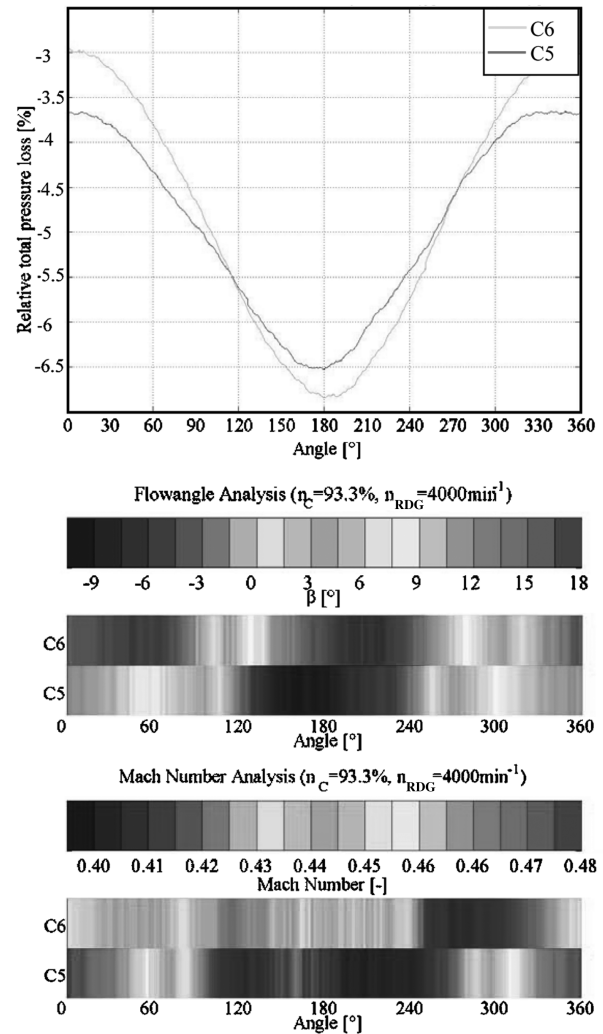 C6
C5
Relative total pressure loss [%]
-3
-3.5
-4
-4.5
-5
-5.5
-6
-6.5
0 30 60 90 120 150 180 210 240 270 300 330 360
Angle [°]
Flowangle Analysis (n_C=93.3%, n_RDG=4000min⁻¹)
-9 -6 -3 0 3 6 9 12 15 18
β [°]
C6
C5
0 60 120 180 240 300 360
Angle [°]
Mach Number Analysis (n_C=93.3%, n_RDG=4000min⁻¹)
0.40 0.41 0.42 0.43 0.44 0.45 0.46 0.46 0.47 0.48
Mach Number [-]
C6
C5
0 60 120 180 240 300 360
Angle [°]